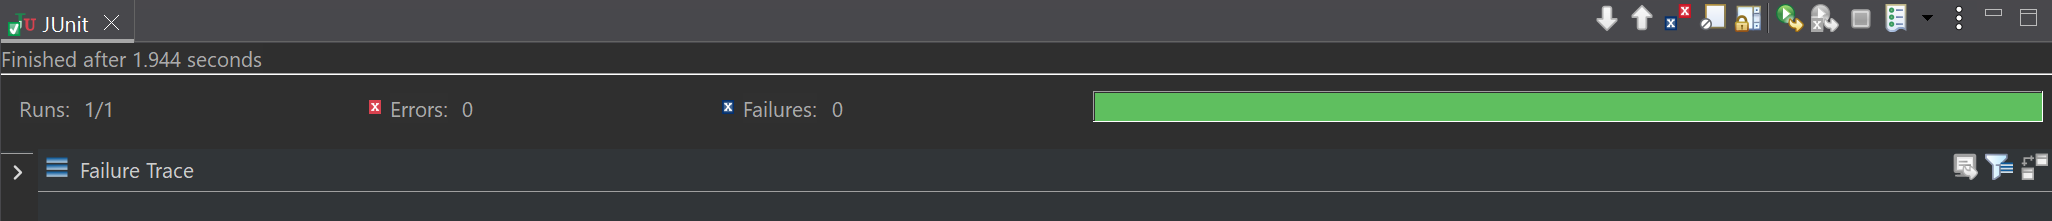 JUnit
Finished after 1.944 seconds
Runs: 1/1 Errors: 0 Failures: 0
Failure Trace